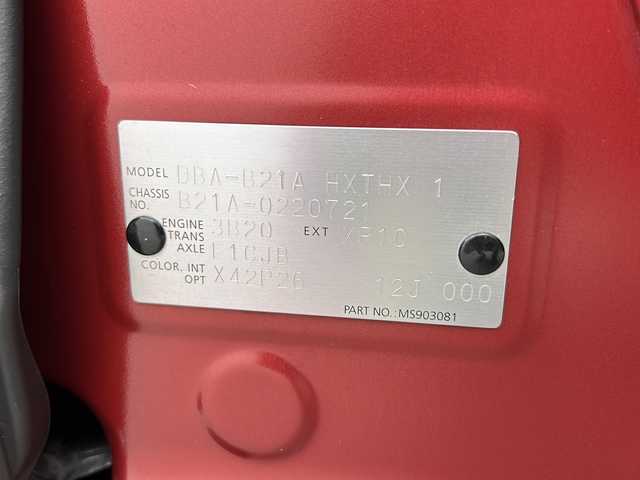 MODEL DBA-B21A HXTHX 1
CHASSIS NO. B21A-0220721
ENGINE 3B20 EXT XP10
TRANS AXLE F1CJB
COLOR, INT OPT X42P26 12J 000
PART NO.:MS903081